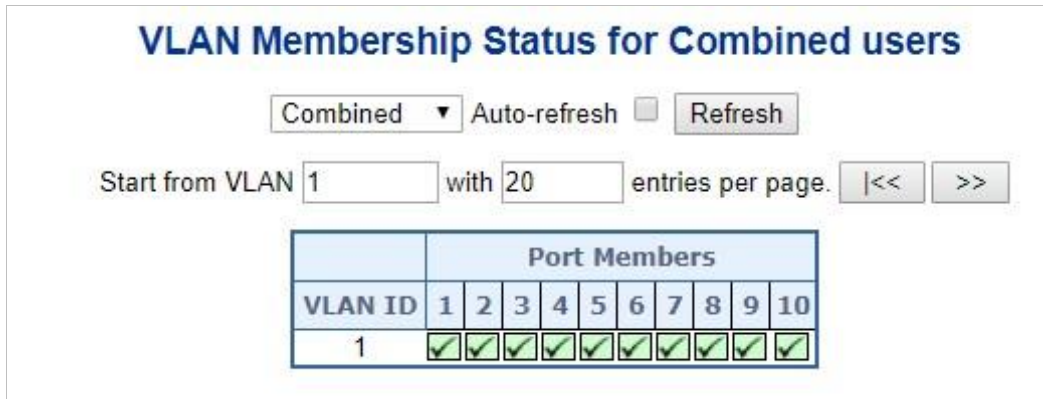 VLAN Membership Status for Combined users
Combined Auto-refresh Refresh
Start from VLAN 1 with 20 entries per page. |<< >>
Port Members
VLAN ID 1 2 3 4 5 6 7 8 9 10
1